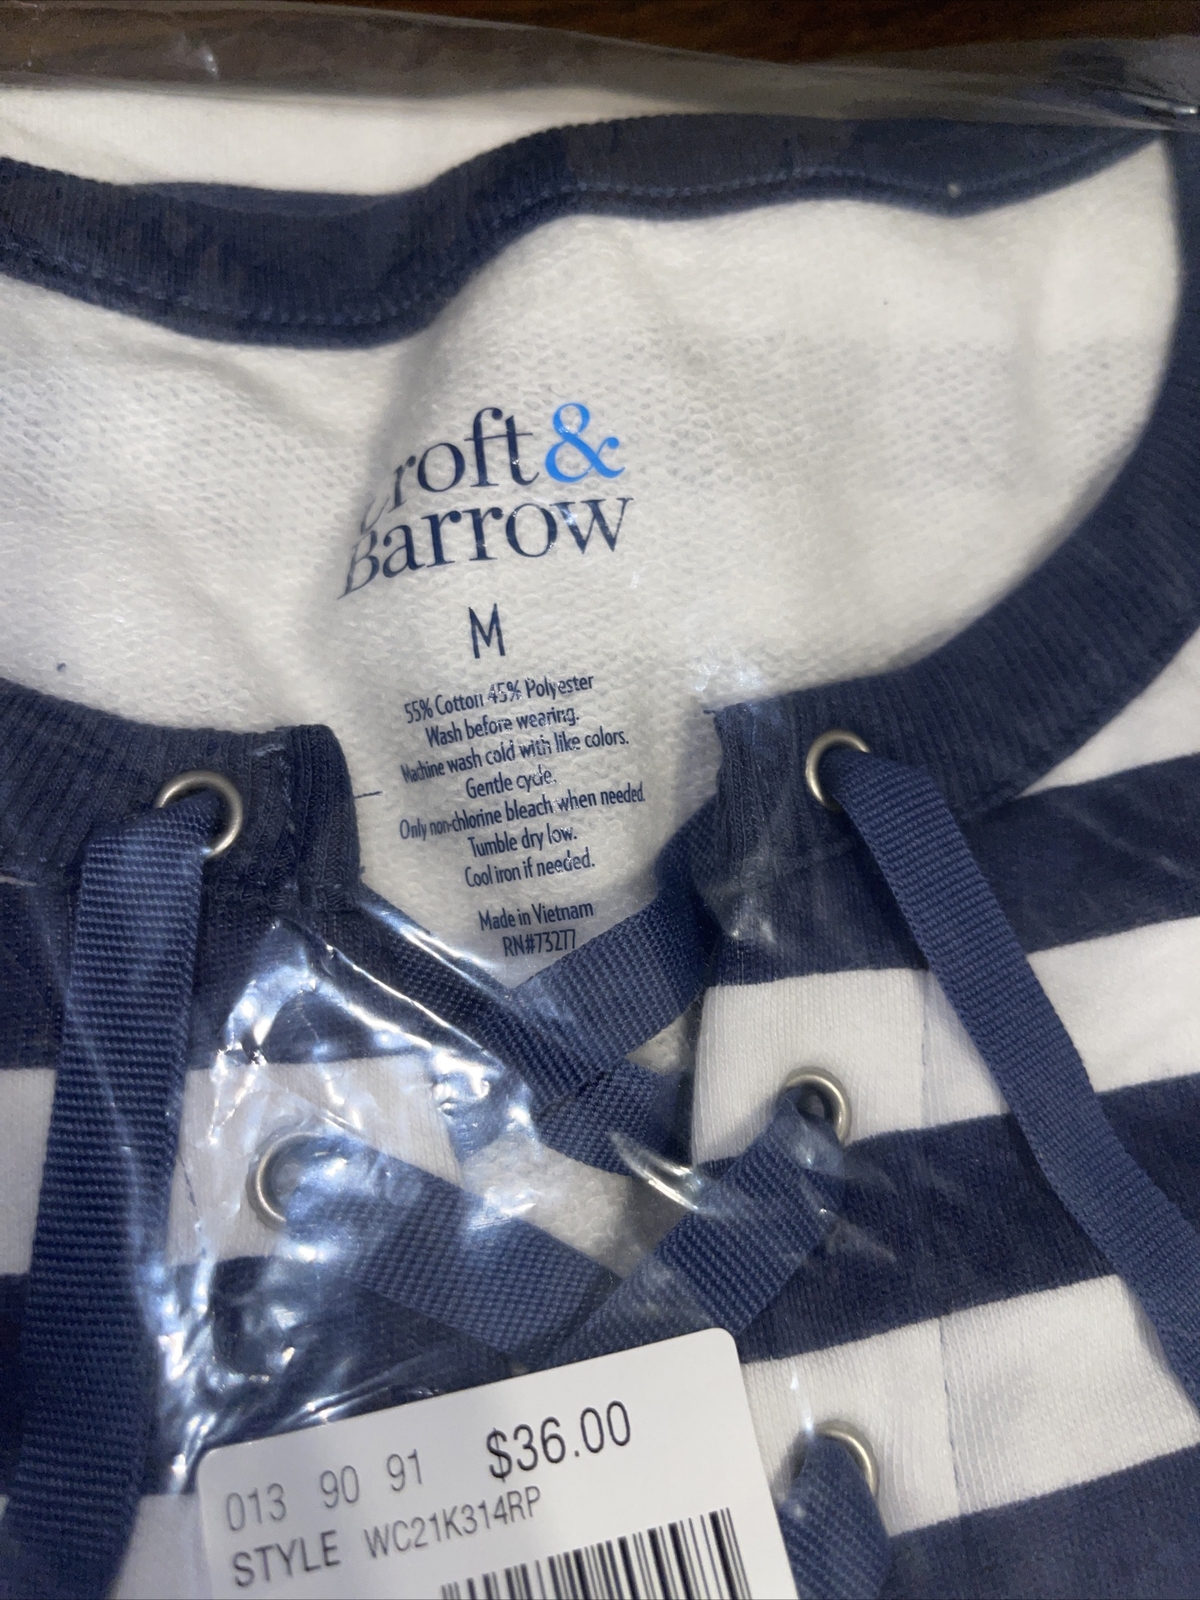 Croft&
Barrow
M
55% Cotton 45% Polyester
Wash before wearing.
Machine wash cold with like colors.
Gentle cycle.
Only non-chlorine bleach when needed
Tumble dry low.
Cool iron if needed.
Made in Vietnam
RN#73277
013 90 91 $36.00
STYLE WC21K314RP